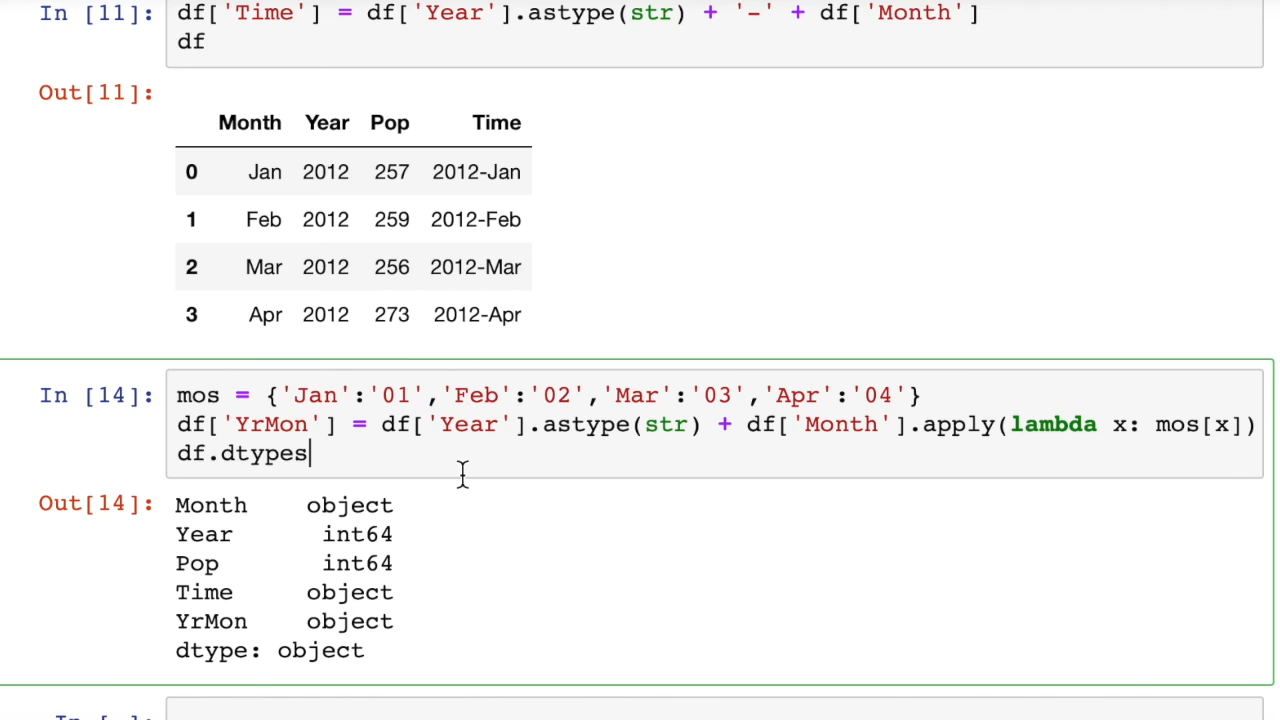 In [11]: df['Time'] = df['Year'].astype(str) + '-' + df['Month']
df
Out[11]:
Month Year Pop Time
0 Jan 2012 257 2012-Jan
1 Feb 2012 259 2012-Feb
2 Mar 2012 256 2012-Mar
3 Apr 2012 273 2012-Apr
In [14]: mos = {'Jan':'01','Feb':'02','Mar':'03','Apr':'04'}
df['YrMon'] = df['Year'].astype(str) + df['Month'].apply(lambda x: mos[x])
df.dtypes
Out[14]: Month object
Year int64
Pop int64
Time object
YrMon object
dtype: object